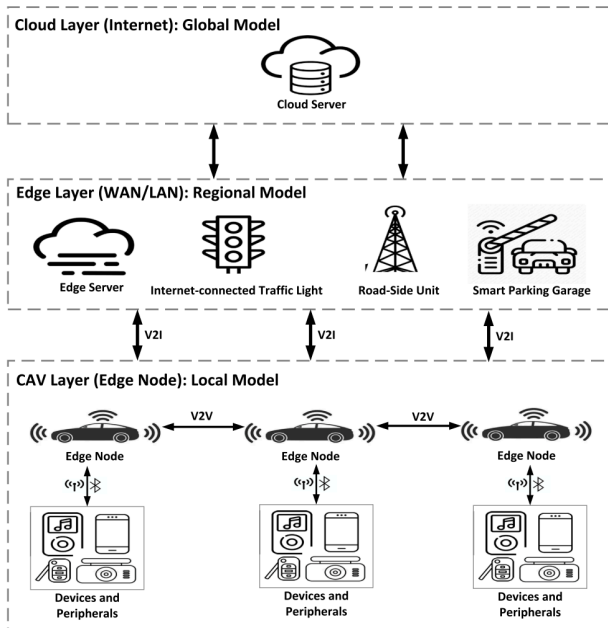 Cloud Layer (Internet): Global Model
Cloud Server
Edge Layer (WAN/LAN): Regional Model
Edge Server
Internet-connected Traffic Light
Road-Side Unit
Smart Parking Garage
V2I
V2I
V2I
CAV Layer (Edge Node): Local Model
V2V
V2V
Edge Node
Edge Node
Edge Node
Devices and
Peripherals
Devices and
Peripherals
Devices and
Peripherals